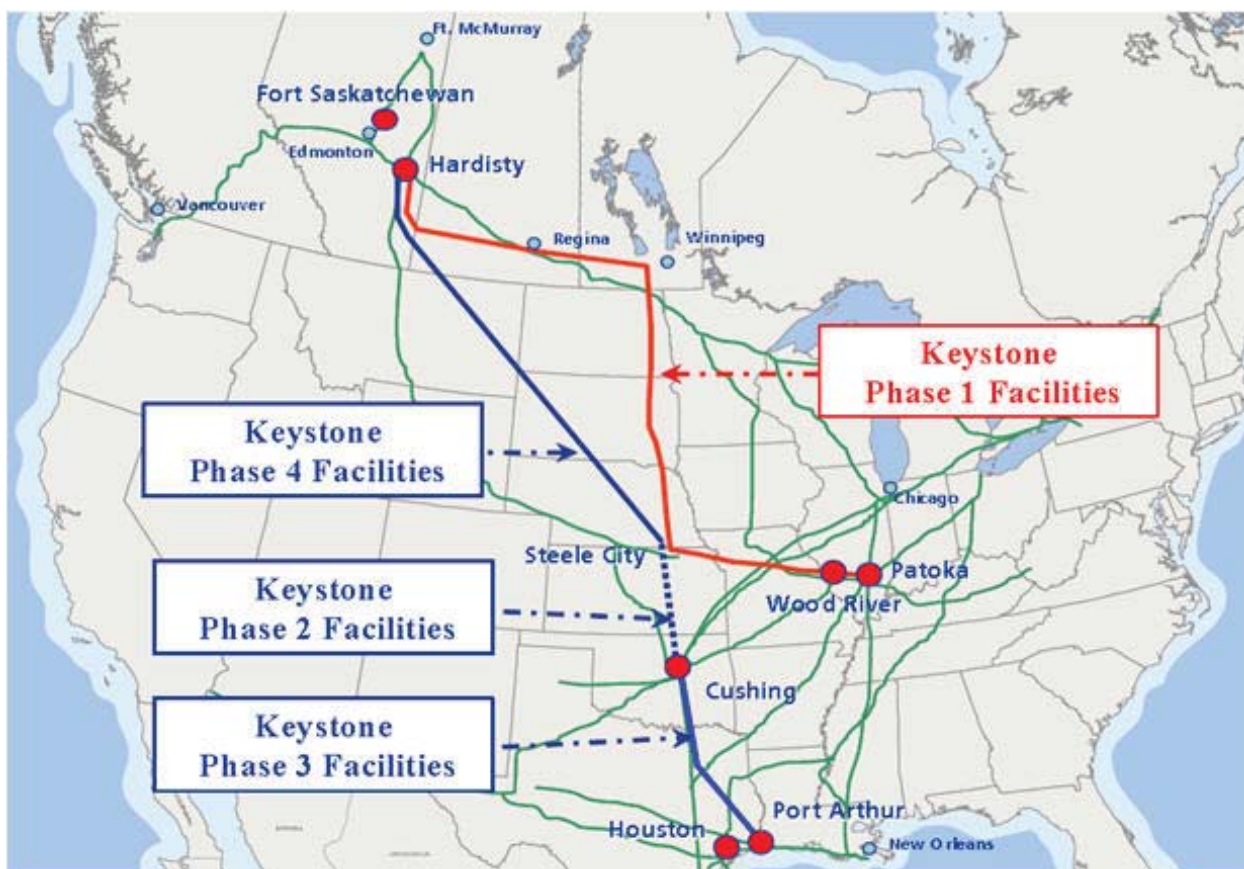 Ft. McMurray
Fort Saskatchewan
Edmonton
Hardisty
Vancouver
Regina
Winnipeg
Keystone
Phase 1 Facilities
Keystone
Phase 4 Facilities
Chicago
Steele City
Patoka
Wood River
Keystone
Phase 2 Facilities
Cushing
Keystone
Phase 3 Facilities
Port Arthur
Houston
New Orleans